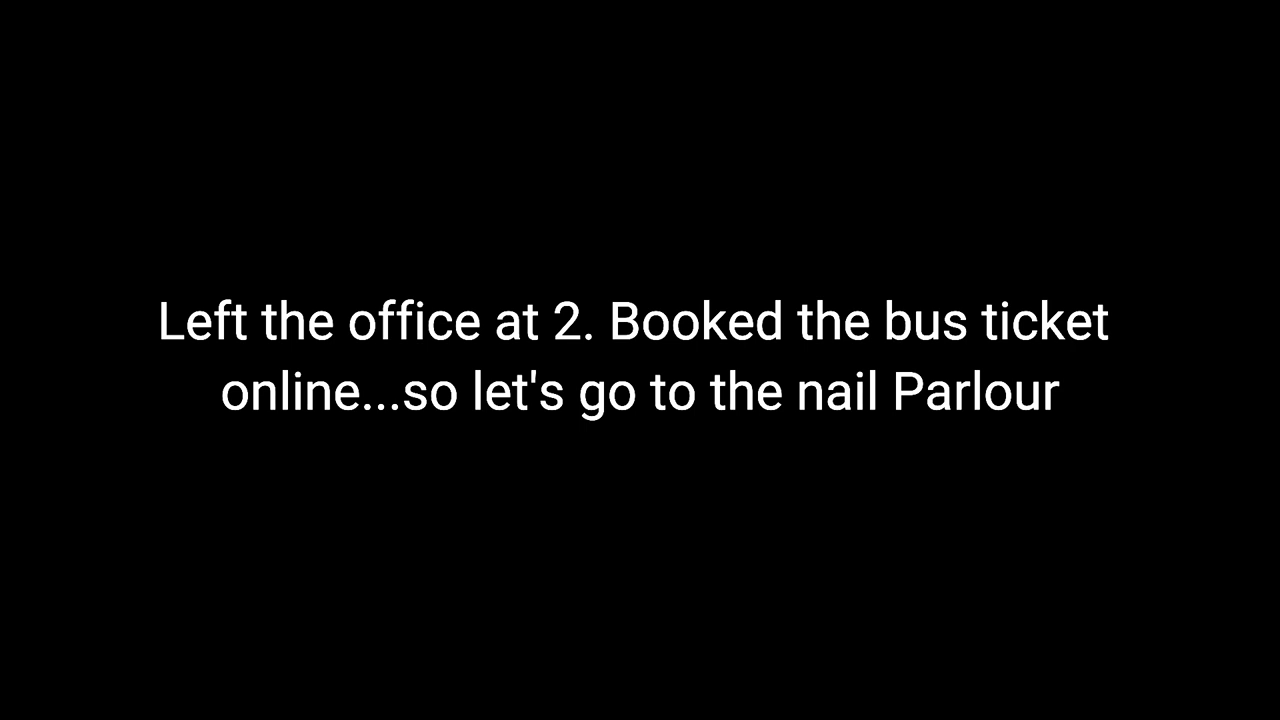 Left the office at 2. Booked the bus ticket
online...so let's go to the nail Parlour